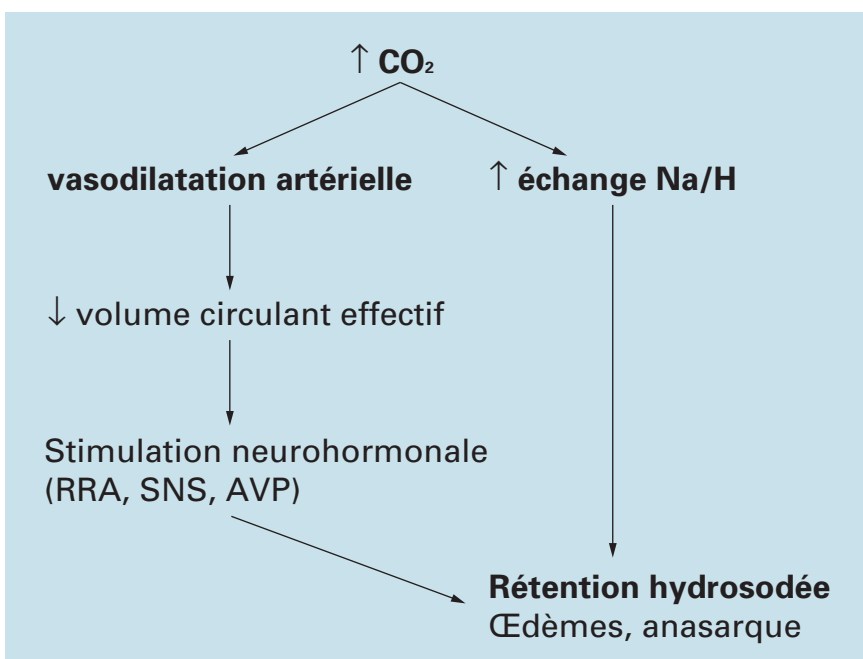 ↑ CO₂
vasodilatation artérielle
↑ échange Na/H
↓ volume circulant effectif
Stimulation neurohormonale
(RRA, SNS, AVP)
Rétention hydrosodée
Œdèmes, anasarque